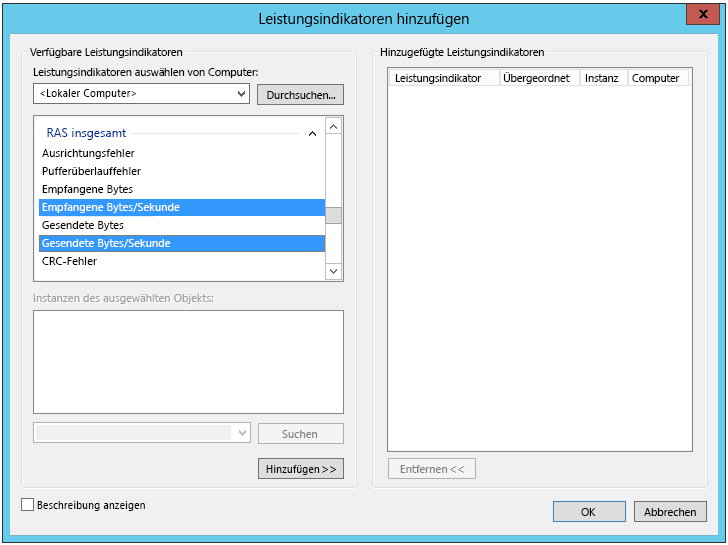 Leistungsindikatoren hinzufügen
x
Verfügbare Leistungsindikatoren
Leistungsindikatoren auswählen von Computer:
<Lokaler Computer>
Durchsuchen...
RAS insgesamt
Ausrichtungsfehler
Pufferüberlauffehler
Empfangene Bytes
Empfangene Bytes/Sekunde
Gesendete Bytes
Gesendete Bytes/Sekunde
CRC-Fehler
Instanzen des ausgewählten Objekts:
Suchen
Hinzufügen >>
Hinzugefügte Leistungsindikatoren
Leistungsindikator Übergeordnet Instanz Computer
Entfernen <<
Beschreibung anzeigen
OK
Abbrechen